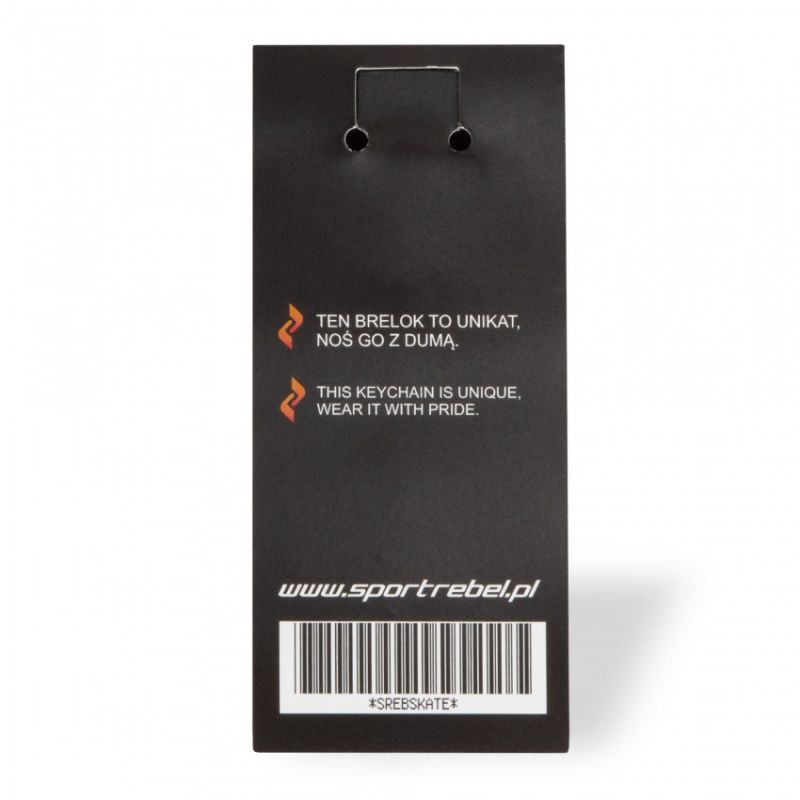 TEN BRELOK TO UNIKAT,
NOŚ GO Z DUMĄ.
THIS KEYCHAIN IS UNIQUE,
WEAR IT WITH PRIDE.
www.sportrebel.pl
*SREBSKATE*